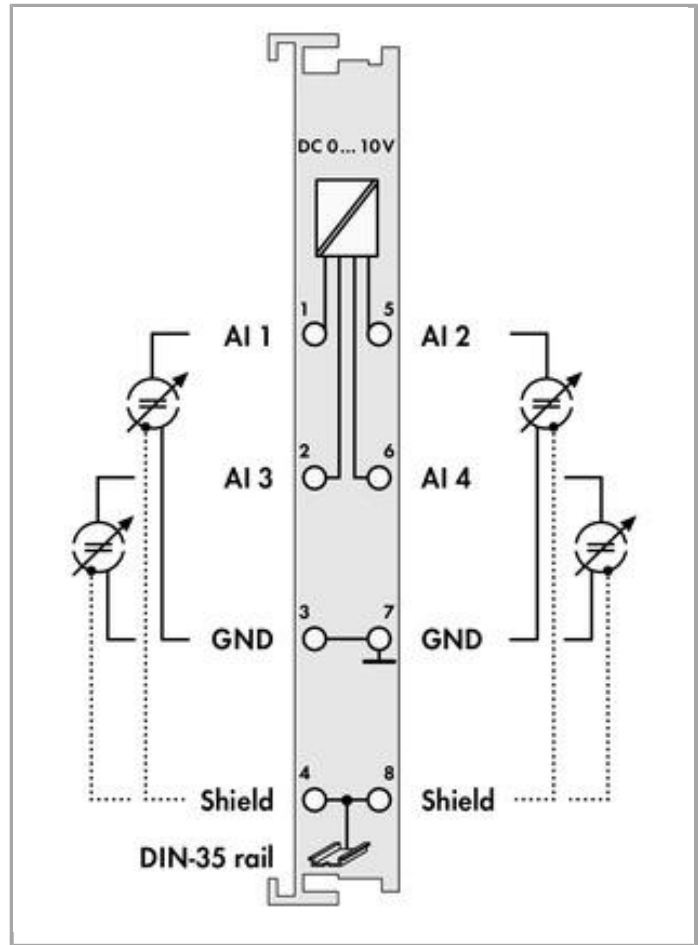 DC 0... 10 V
1 5
AI 1 AI 2
2 6
AI 3 AI 4
3 7
GND GND
4 8
Shield Shield
DIN-35 rail